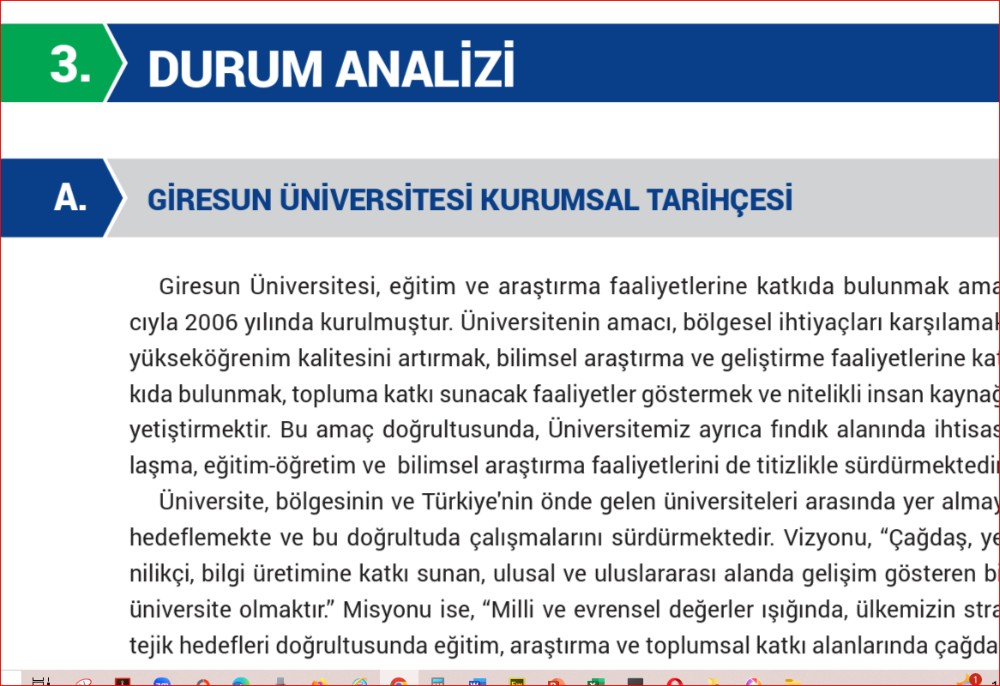 3. DURUM ANALİZİ
A. GİRESUN ÜNİVERSİTESİ KURUMSAL TARİHÇESİ
Giresun Üniversitesi, eğitim ve araştırma faaliyetlerine katkıda bulunmak ama
cıyla 2006 yılında kurulmuştur. Üniversitenin amacı, bölgesel ihtiyaçları karşılamak
yükseköğrenim kalitesini artırmak, bilimsel araştırma ve geliştirme faaliyetlerine kat
kıda bulunmak, topluma katkı sunacak faaliyetler göstermek ve nitelikli insan kaynağ
yetiştirmektir. Bu amaç doğrultusunda, Üniversitemiz ayrıca fındık alanında ihtisas
laşma, eğitim-öğretim ve bilimsel araştırma faaliyetlerini de titizlikle sürdürmektedir
Üniversite, bölgesinin ve Türkiye'nin önde gelen üniversiteleri arasında yer almay
hedeflemekte ve bu doğrultuda çalışmalarını sürdürmektedir. Vizyonu, “Çağdaş, ye
nilikçi, bilgi üretimine katkı sunan, ulusal ve uluslararası alanda gelişim gösteren bi
üniversite olmaktır.” Misyonu ise, “Milli ve evrensel değerler ışığında, ülkemizin stra
tejik hedefleri doğrultusunda eğitim, araştırma ve toplumsal katkı alanlarında çağda
1